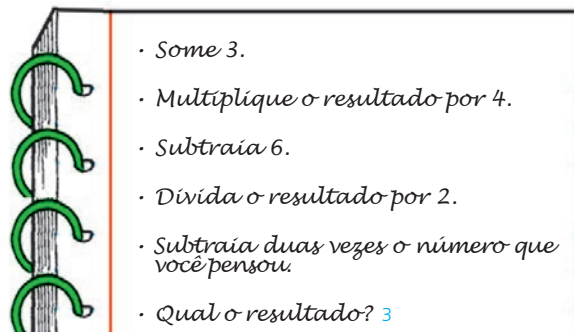 · Some 3.
· Multiplique o resultado por 4.
· Subtraia 6.
· Divida o resultado por 2.
· Subtraia duas vezes o número que
você pensou.
· Qual o resultado? 3